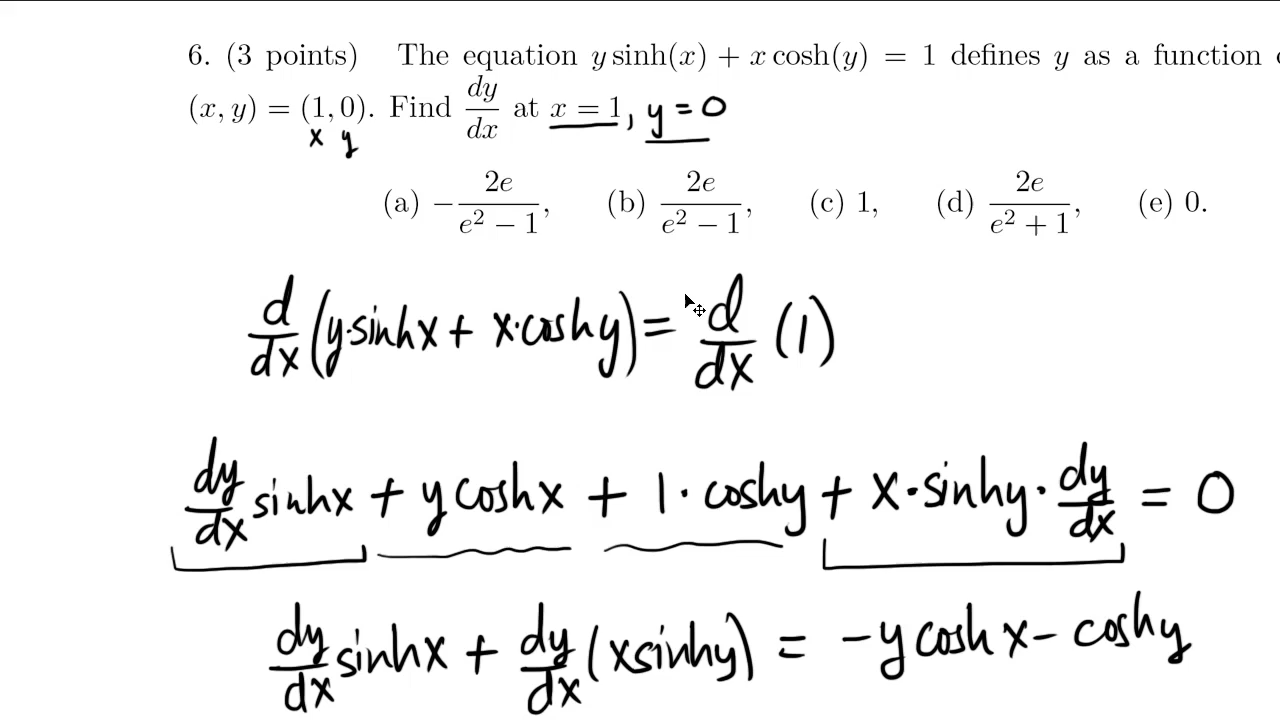 6. (3 points) The equation y sinh(x) + x cosh(y) = 1 defines y as a function
(x, y) = (1, 0). Find dy/dx at x = 1, y = 0
x y
(a) −2e/(e² − 1), (b) 2e/(e² − 1), (c) 1, (d) 2e/(e² + 1), (e) 0.
d/dx (y·sinhx + x·coshy) = d/dx (1)
dy/dx sinhx + y coshx + 1·coshy + x·sinhy·dy/dx = 0
dy/dx sinhx + dy/dx (xsinhy) = -y coshx - coshy